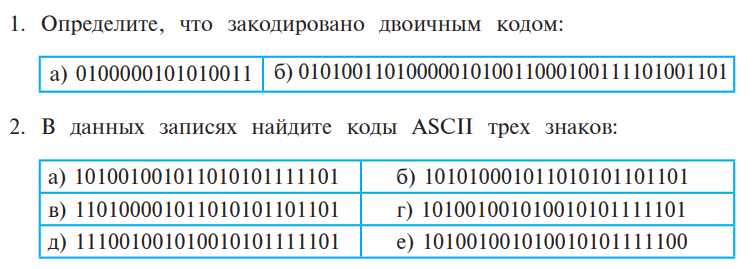 1. Определите, что закодировано двоичным кодом:
а) 0100000101010011 б) 0101001101000001010011000100111101001101
2. В данных записях найдите коды ASCII трех знаков:
а) 101001001011010101111101 б) 101010001011010101101101
в) 110100001011010101101101 г) 101001001010010101111101
д) 111001001010010101111101 е) 101001001010010101111100